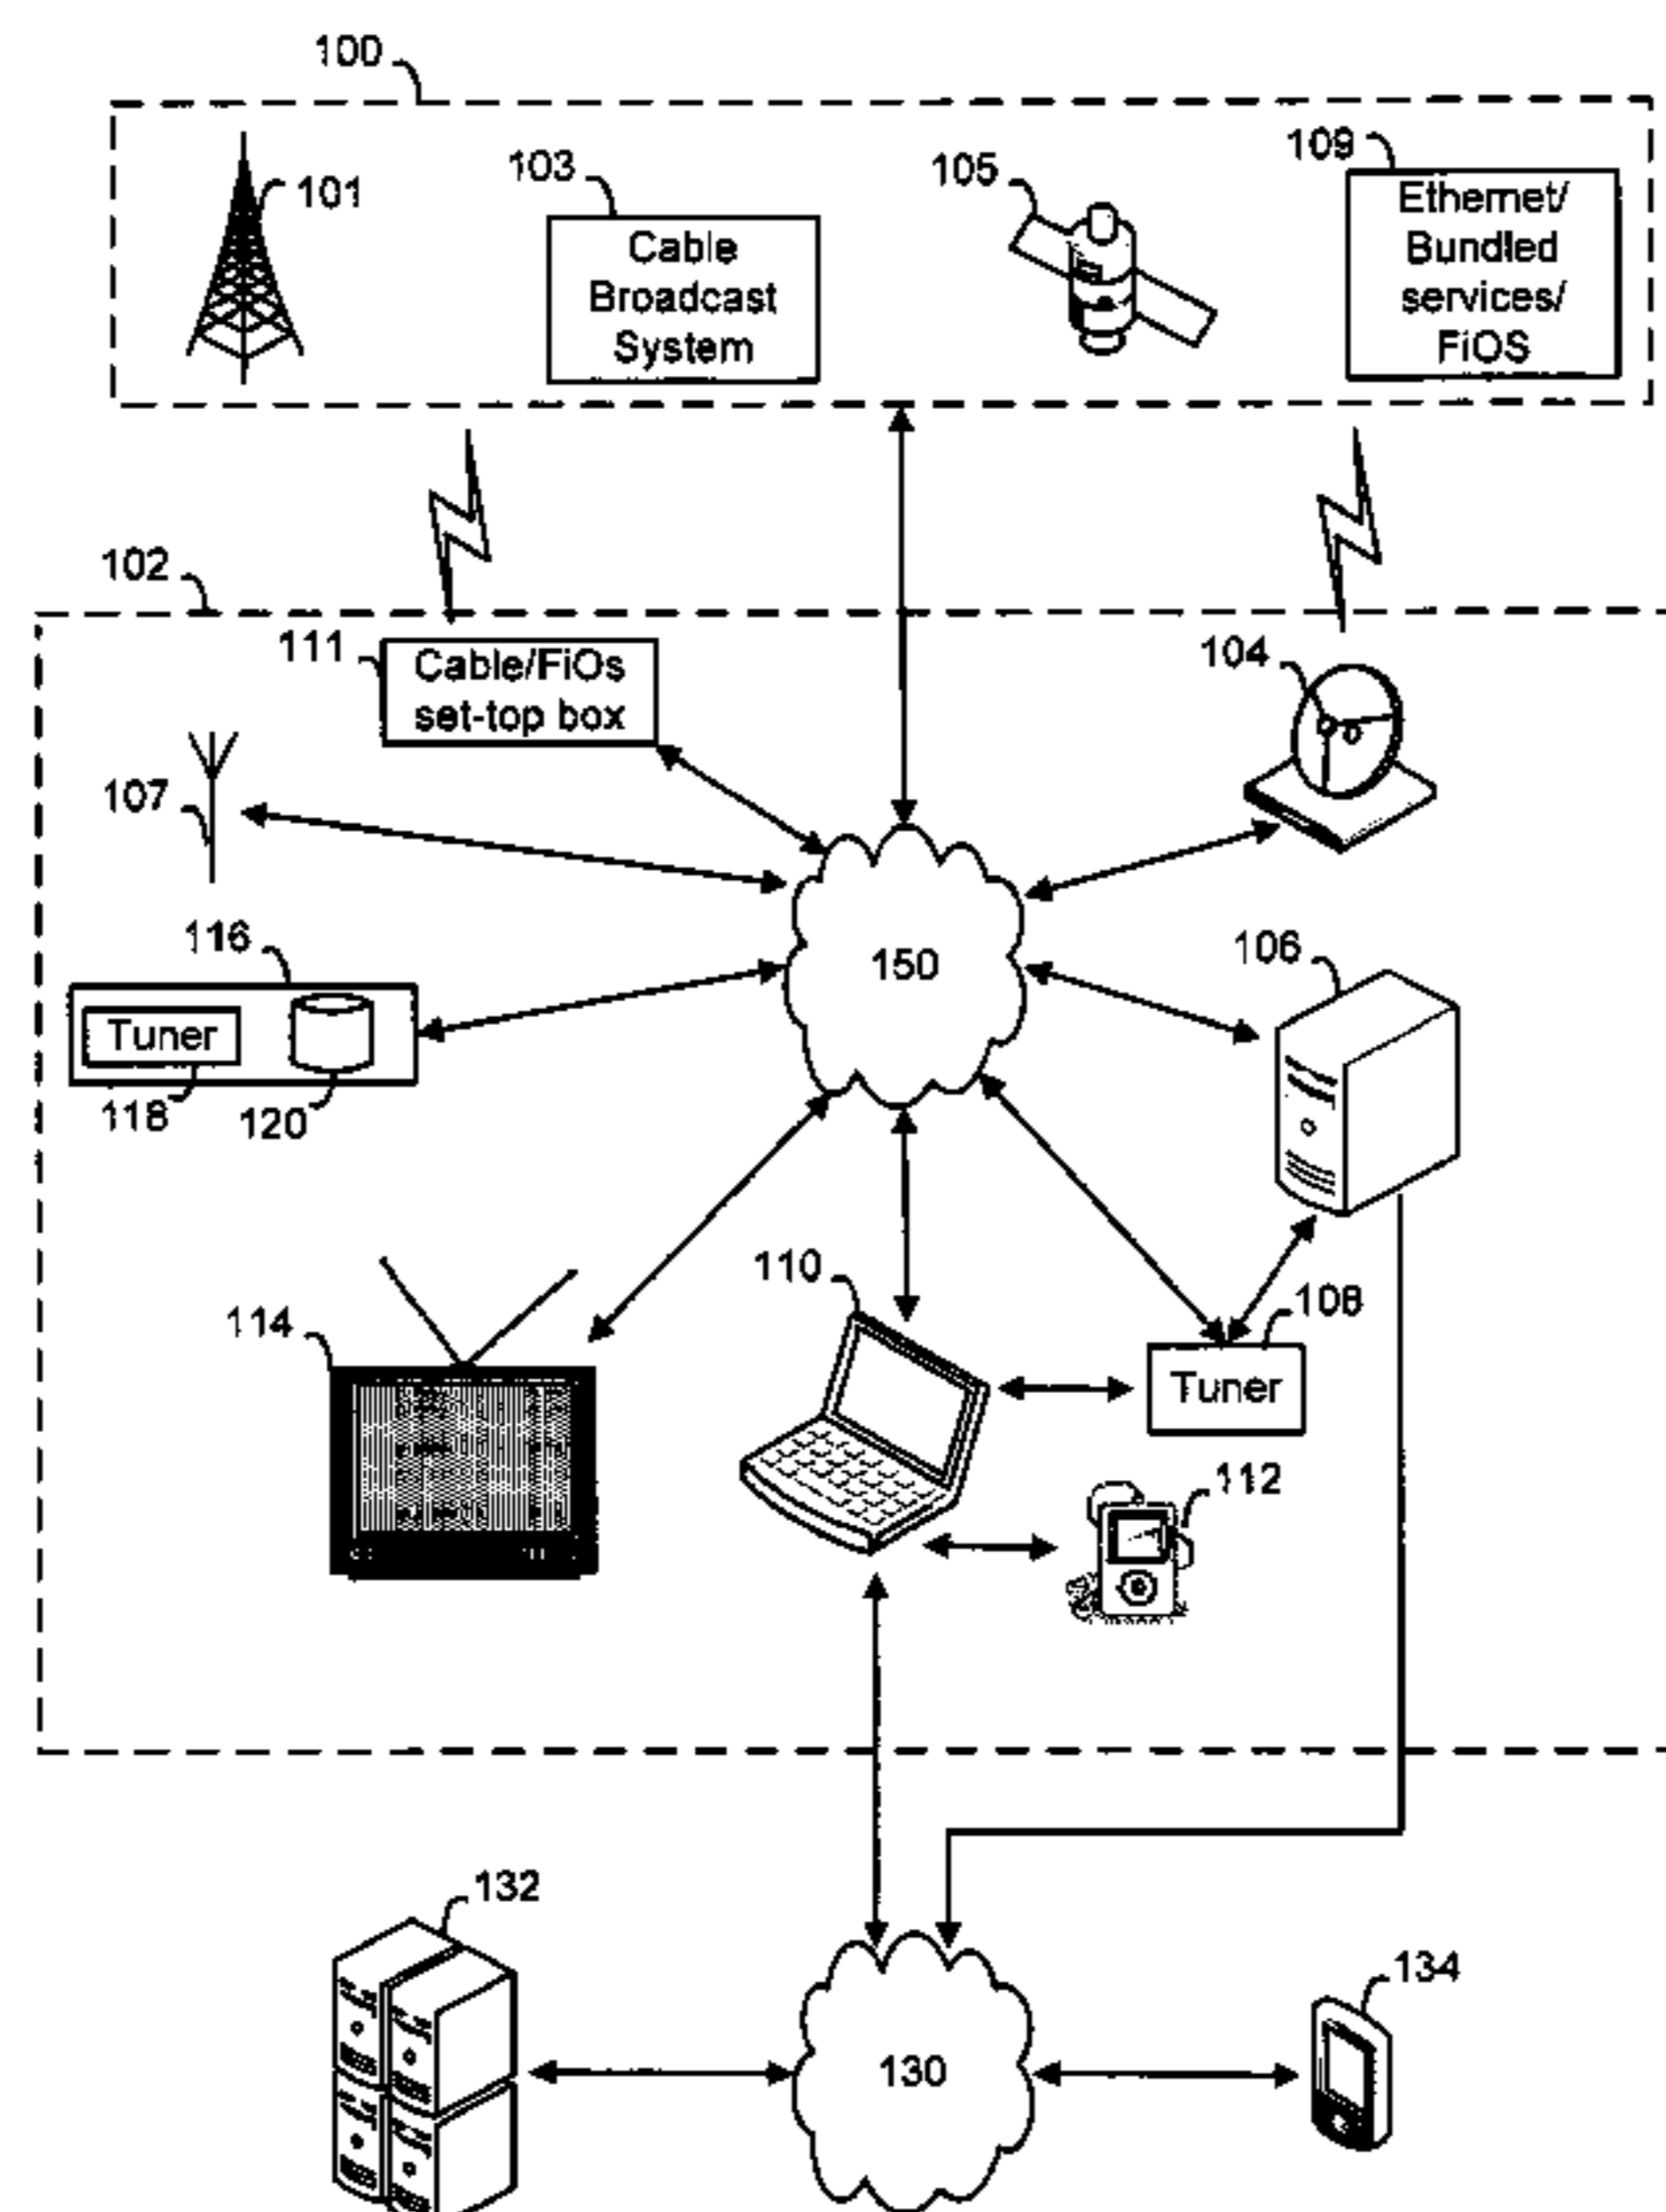 100
101
103
Cable
Broadcast
System
105
109
Ethernet/
Bundled
services/
FiOS
102
111
Cable/FiOs
set-top box
104
107
150
116
Tuner
118
120
106
110
108
Tuner
114
112
132
130
134